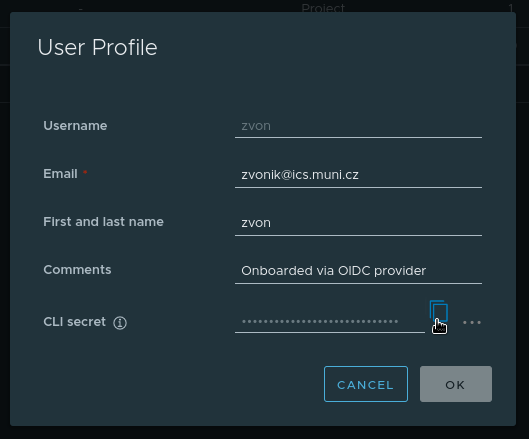 -
Project
1
User Profile
Username
zvon
Email *
zvonik@ics.muni.cz
First and last name
zvon
Comments
Onboarded via OIDC provider
CLI secret
•••••••••••••••••••••••••••••••
CANCEL
OK